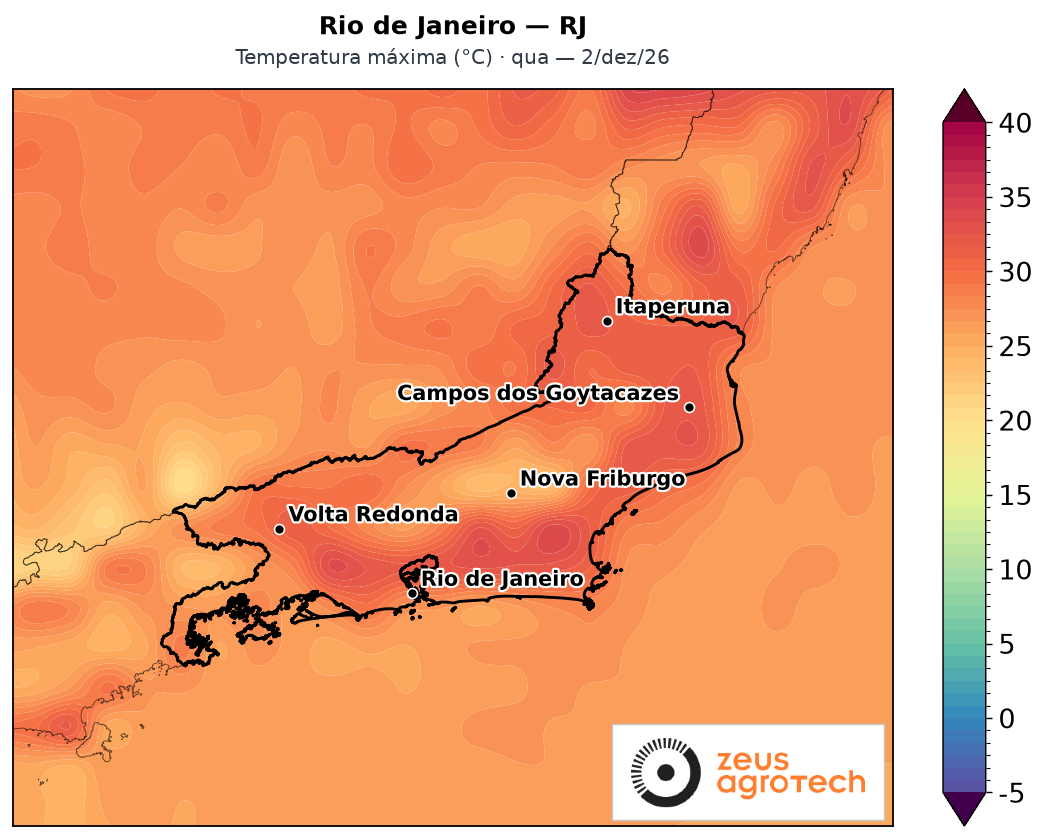 Rio de Janeiro — RJ
Temperatura máxima (°C) · qua — 2/dez/26
Itaperuna
Campos dos Goytacazes
Nova Friburgo
Volta Redonda
Rio de Janeiro
40
35
30
25
20
15
10
5
0
-5
zeus
agrotech